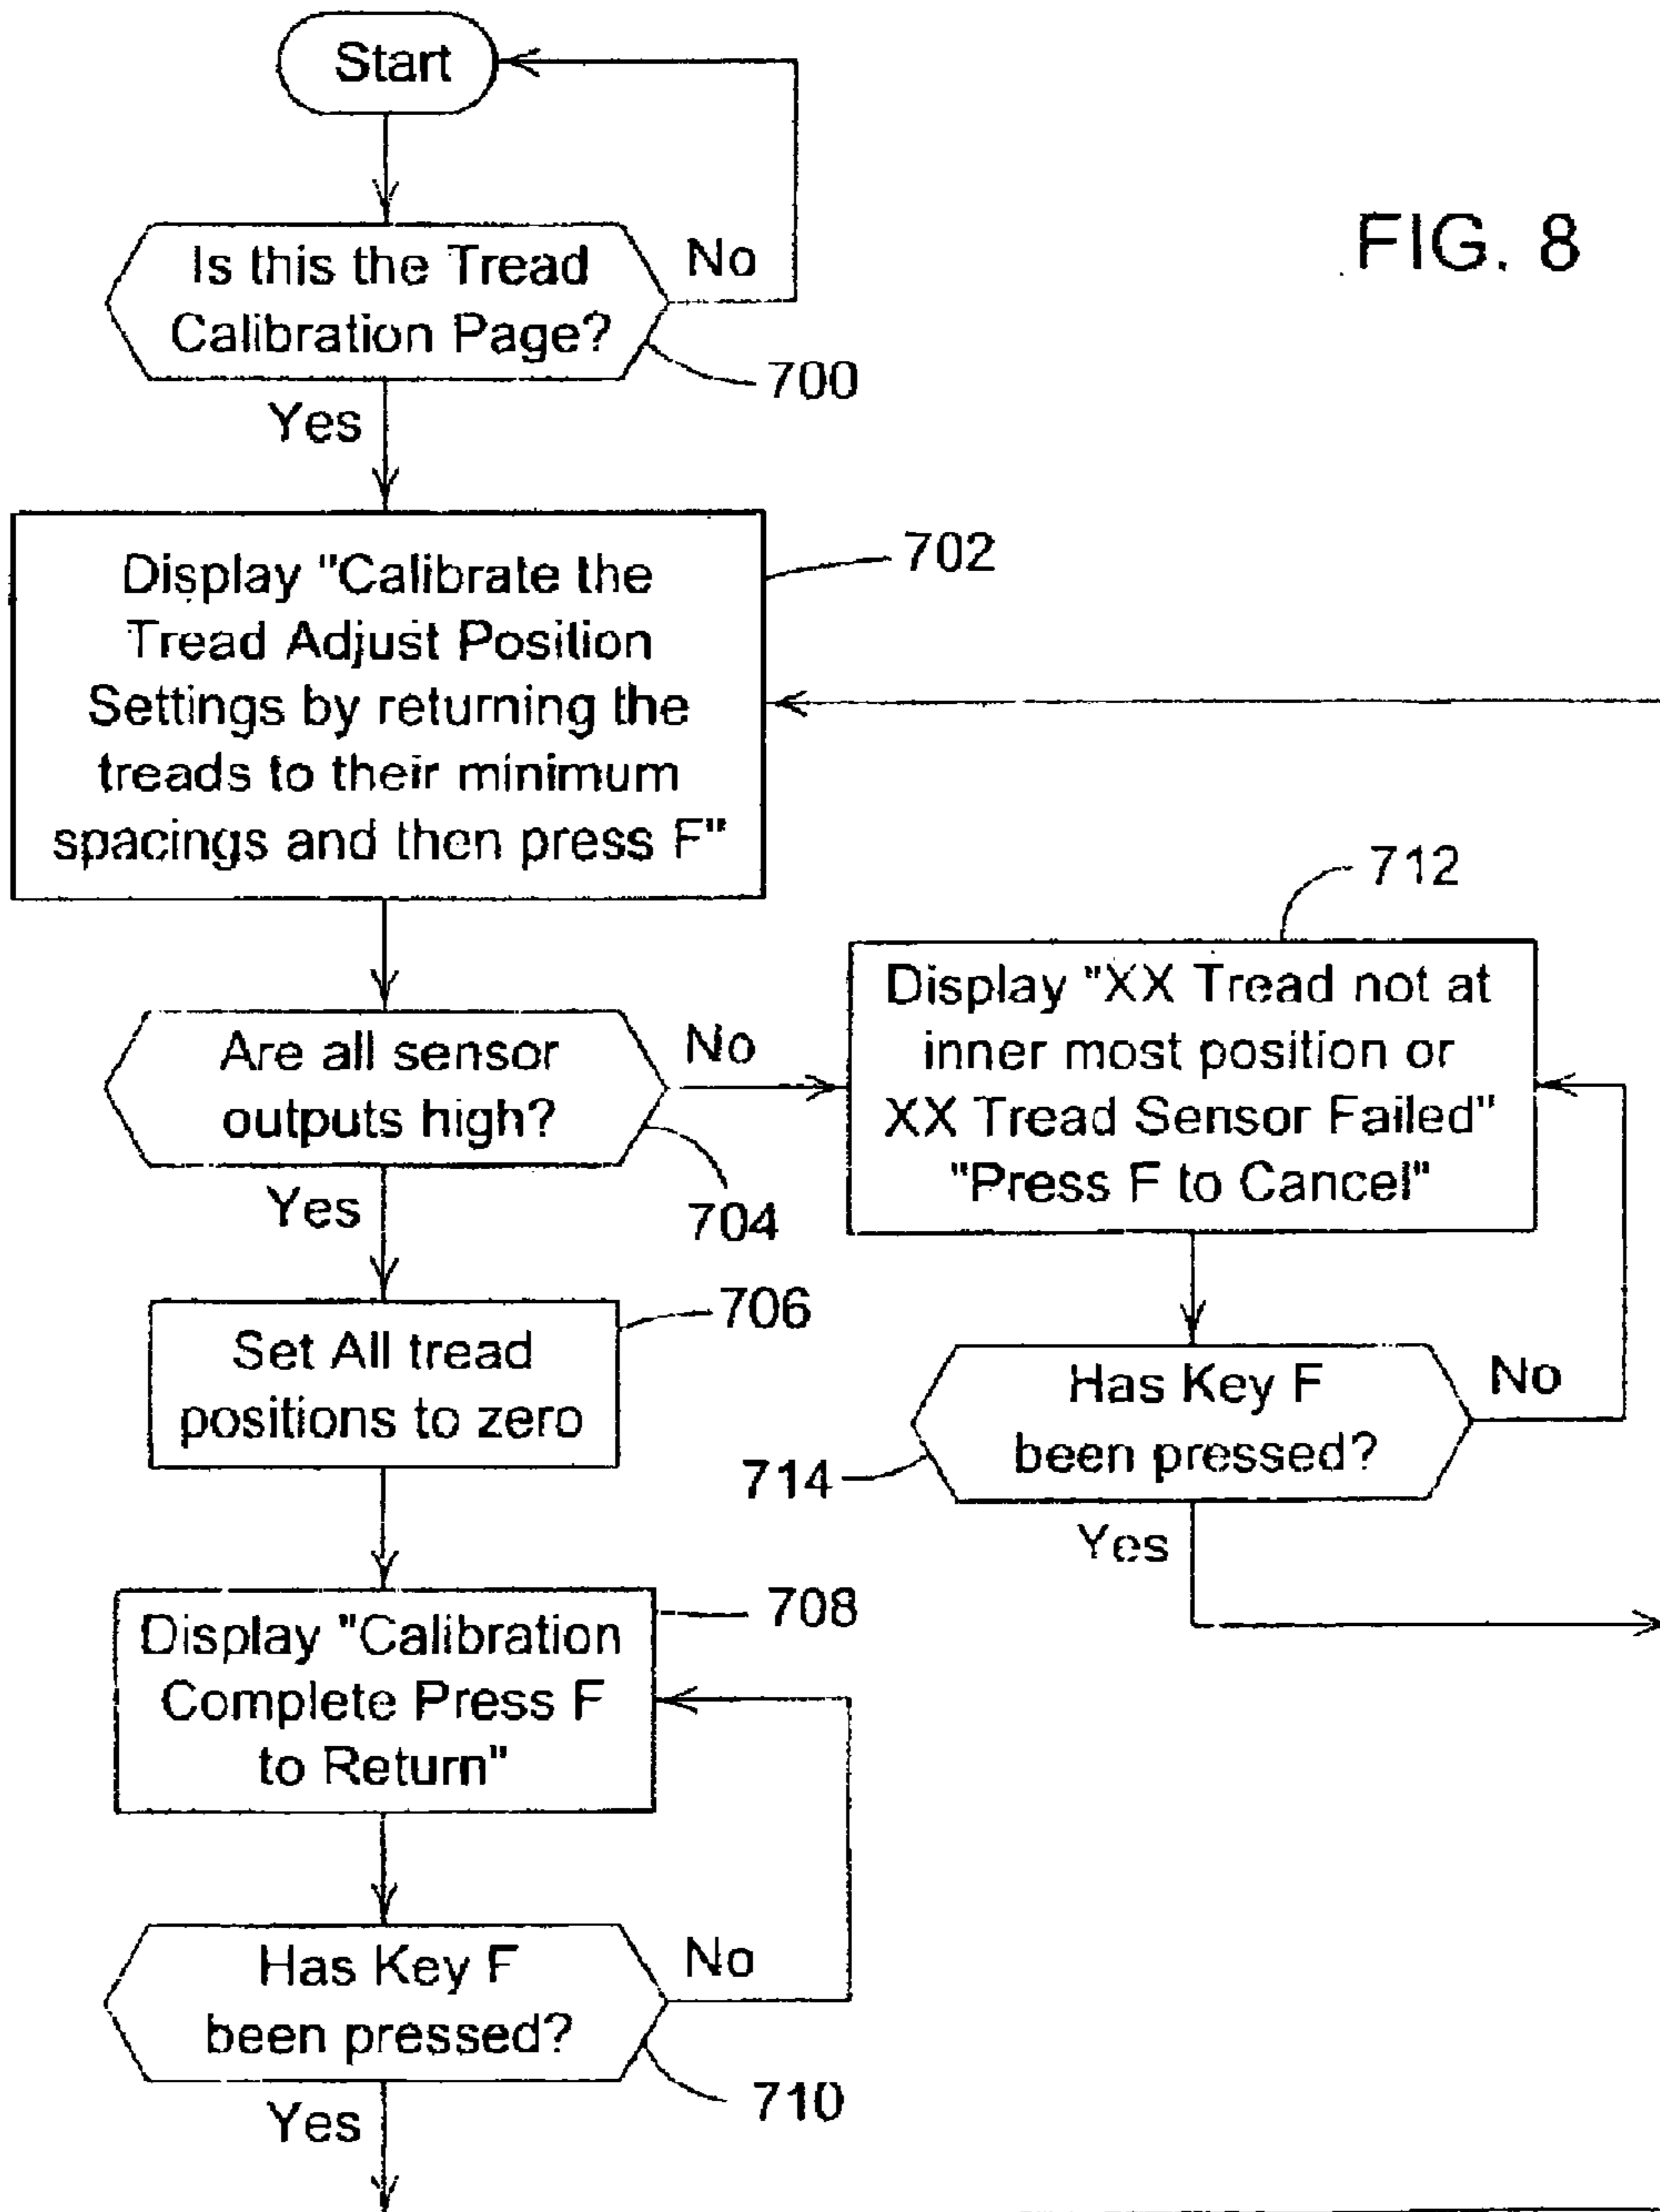 Start
FIG. 8
Is this the Tread
Calibration Page?
No
700
Yes
702
Display "Calibrate the
Tread Adjust Position
Settings by returning the
treads to their minimum
spacings and then press F"
712
Display "XX Tread not at
inner most position or
XX Tread Sensor Failed"
"Press F to Cancel"
Are all sensor
outputs high?
No
704
Yes
706
Set All tread
positions to zero
Has Key F
been pressed?
No
714
Yes
708
Display "Calibration
Complete Press F
to Return"
Has Key F
been pressed?
No
710
Yes